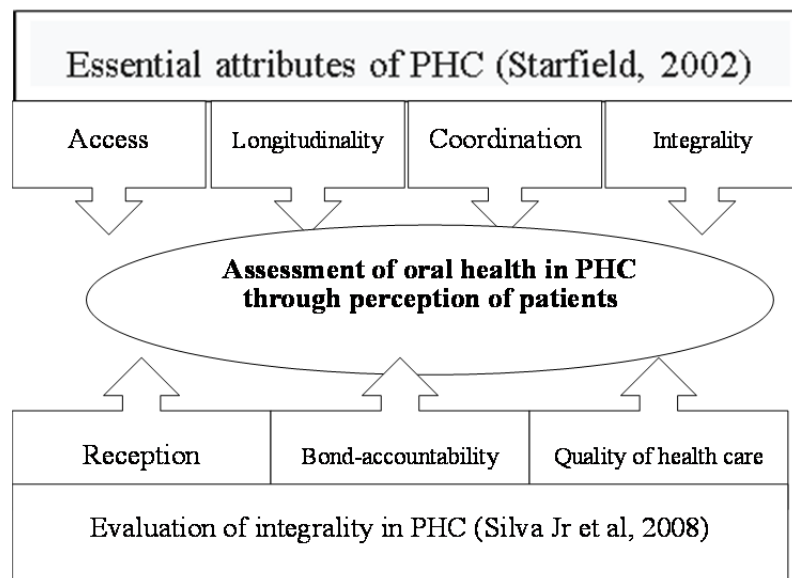 Essential attributes of PHC (Starfield, 2002)
Access
Longitudinality
Coordination
Integrality
Assessment of oral health in PHC
through perception of patients
Reception
Bond-accountability
Quality of health care
Evaluation of integrality in PHC (Silva Jr et al, 2008)